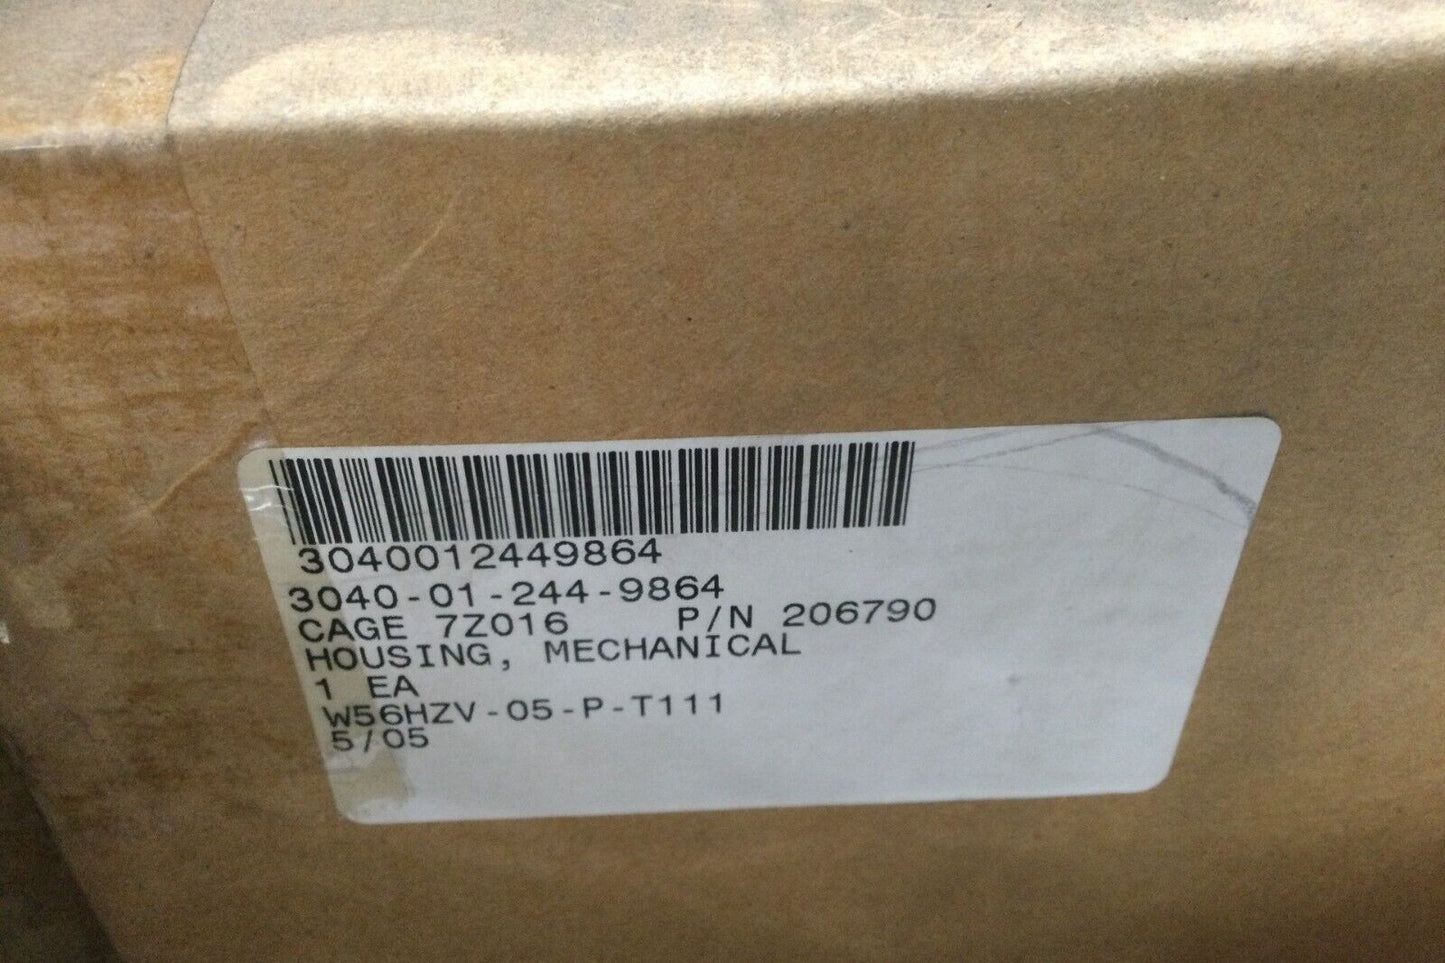 3040012449864
3040-01-244-9864
CAGE 7Z016 P/N 206790
HOUSING, MECHANICAL
1 EA
W56HZV-05-P-T111
5/05